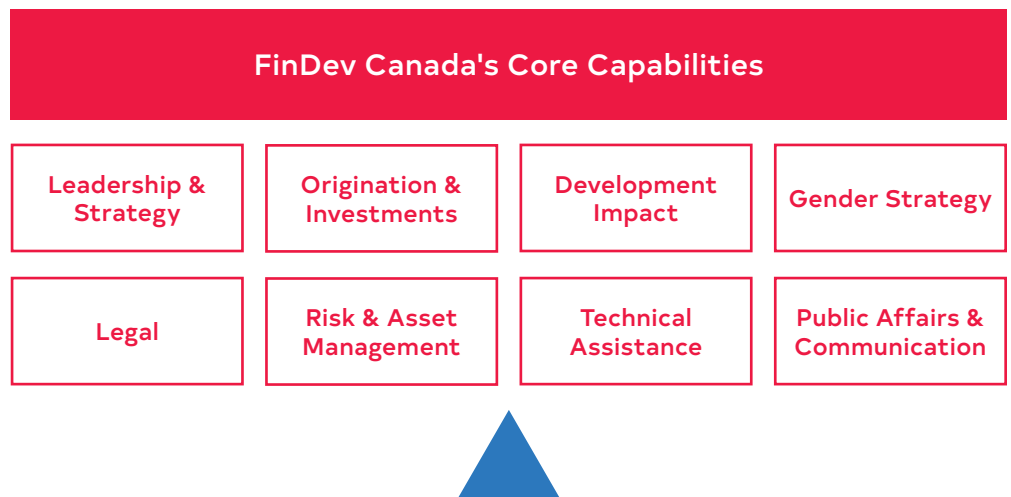 FinDev Canada's Core Capabilities
Leadership &
Strategy
Origination &
Investments
Development
Impact
Gender Strategy
Legal
Risk & Asset
Management
Technical
Assistance
Public Affairs &
Communication